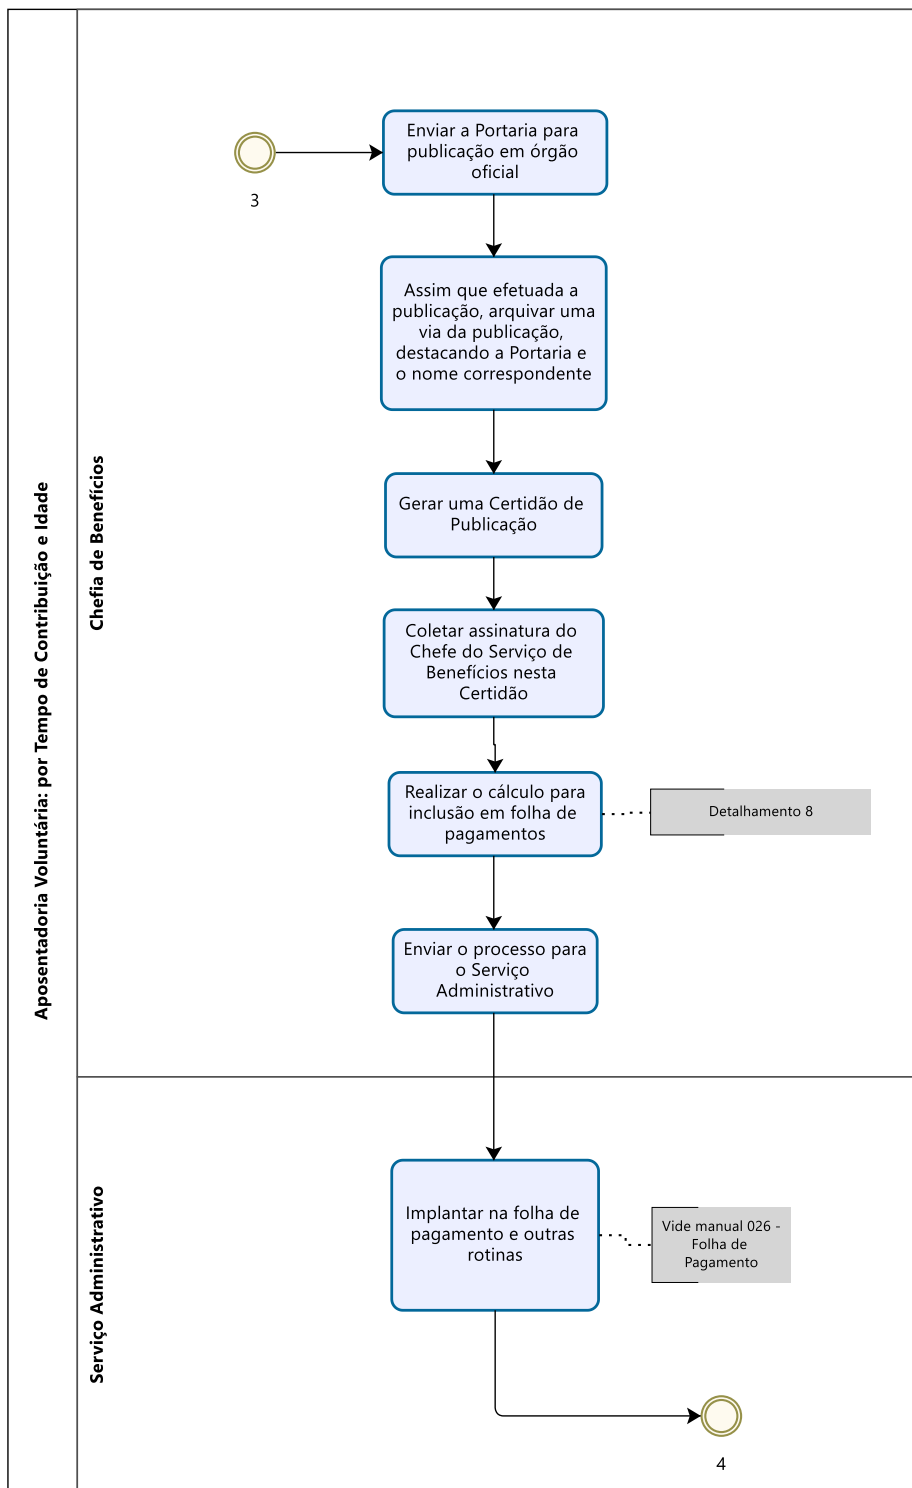 Aposentadoria Voluntária: por Tempo de Contribuição e Idade
Chefia de Benefícios
3
Enviar a Portaria para
publicação em órgão
oficial
Assim que efetuada a
publicação, arquivar uma
via da publicação,
destacando a Portaria e
o nome correspondente
Gerar uma Certidão de
Publicação
Coletar assinatura do
Chefe do Serviço de
Benefícios nesta
Certidão
Realizar o cálculo para
inclusão em folha de
pagamentos
Detalhamento 8
Enviar o processo para
o Serviço
Administrativo
Serviço Administrativo
Implantar na folha de
pagamento e outras
rotinas
Vide manual 026 -
Folha de
Pagamento
4